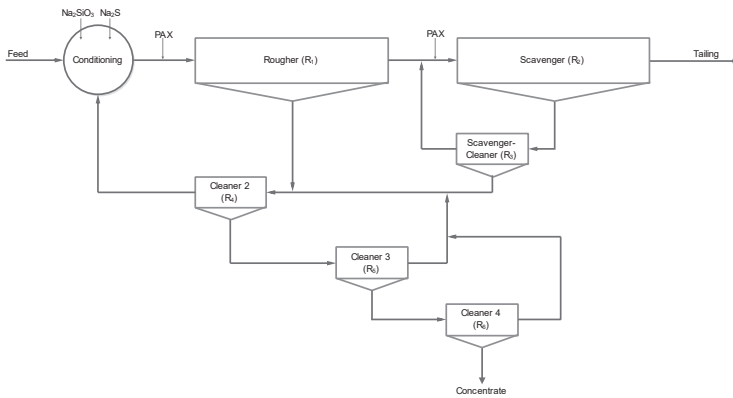 Na₂SiO₃ Na₂S
PAX
PAX
Feed
Conditioning
Rougher (R₁)
Scavenger (R₂)
Tailing
Scavenger-
Cleaner (R₃)
Cleaner 2
(R₄)
Cleaner 3
(R₅)
Cleaner 4
(R₆)
Concentrate